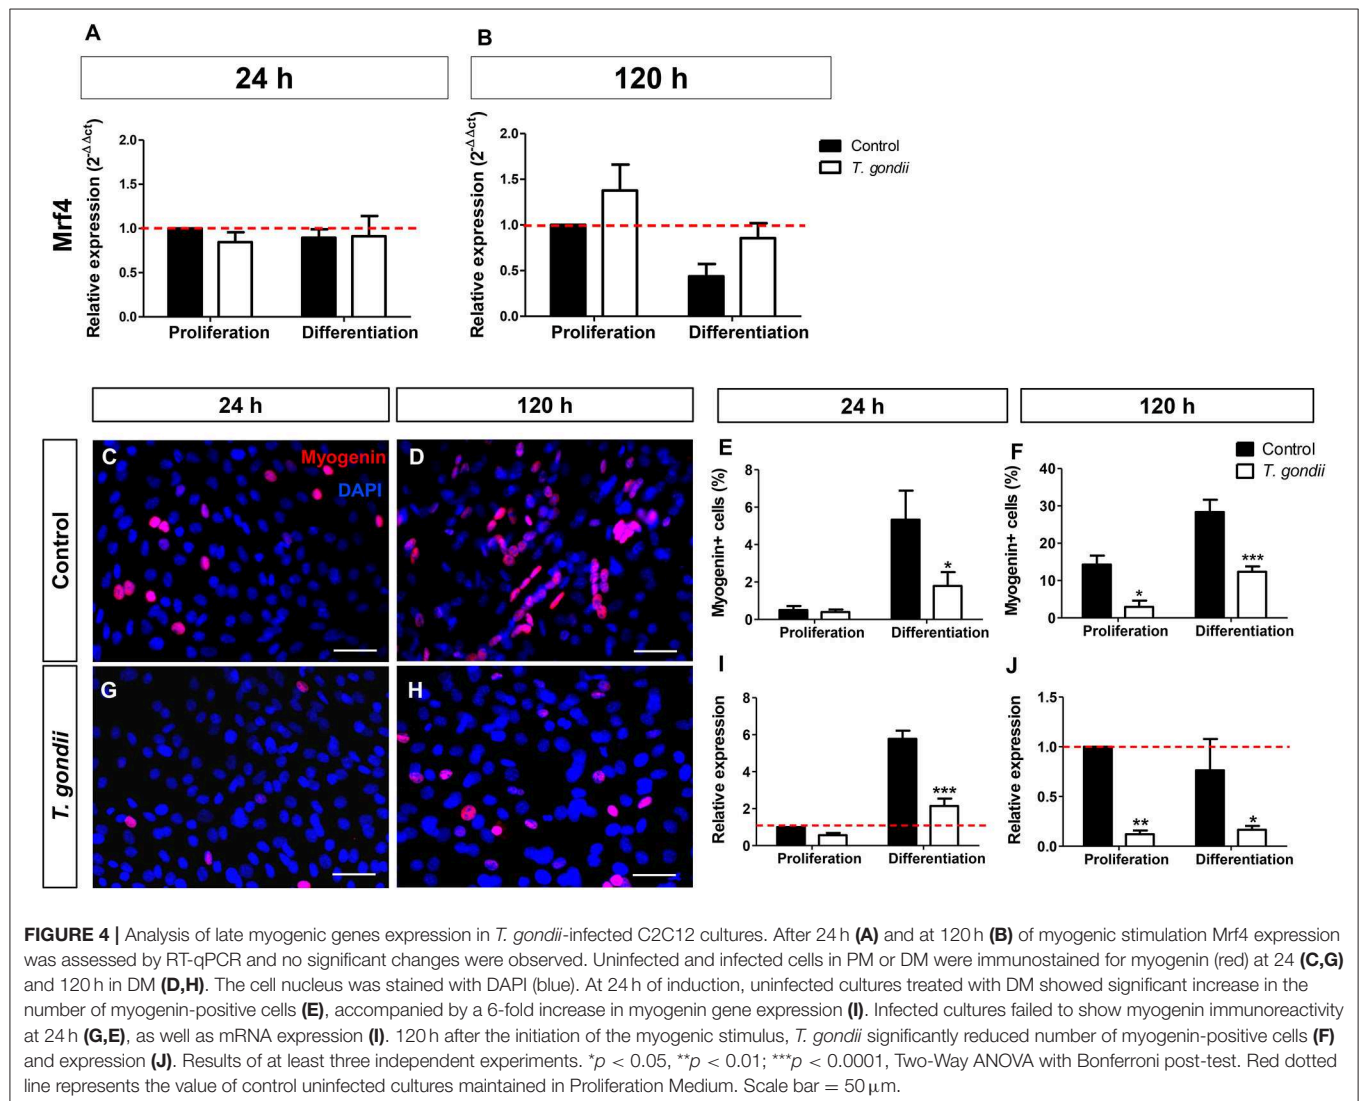 A
B
24 h
120 h
Mrf4
Relative expression (2^-ΔΔct)
2.0
1.5
1.0
0.5
0.0
Proliferation Differentiation
Relative expression (2^-ΔΔct)
2.0
1.5
1.0
0.5
0.0
Proliferation Differentiation
Control
T. gondii
24 h
120 h
24 h
120 h
Control
T. gondii
C
Myogenin
DAPI
D
G
H
E
Myogenin+ cells (%)
8
6
4
2
0
*
Proliferation Differentiation
F
Control
T. gondii
Myogenin+ cells (%)
40
30
20
10
0
*
***
Proliferation Differentiation
I
Relative expression
8
6
4
2
0
***
Proliferation Differentiation
J
Relative expression
1.5
1.0
0.5
0.0
**
*
Proliferation Differentiation
FIGURE 4 | Analysis of late myogenic genes expression in T. gondii-infected C2C12 cultures. After 24 h (A) and at 120 h (B) of myogenic stimulation Mrf4 expression
was assessed by RT-qPCR and no significant changes were observed. Uninfected and infected cells in PM or DM were immunostained for myogenin (red) at 24 (C,G)
and 120 h in DM (D,H). The cell nucleus was stained with DAPI (blue). At 24 h of induction, uninfected cultures treated with DM showed significant increase in the
number of myogenin-positive cells (E), accompanied by a 6-fold increase in myogenin gene expression (I). Infected cultures failed to show myogenin immunoreactivity
at 24 h (G,E), as well as mRNA expression (I). 120 h after the initiation of the myogenic stimulus, T. gondii significantly reduced number of myogenin-positive cells (F)
and expression (J). Results of at least three independent experiments. *p < 0.05, **p < 0.01; ***p < 0.0001, Two-Way ANOVA with Bonferroni post-test. Red dotted
line represents the value of control uninfected cultures maintained in Proliferation Medium. Scale bar = 50 μm.